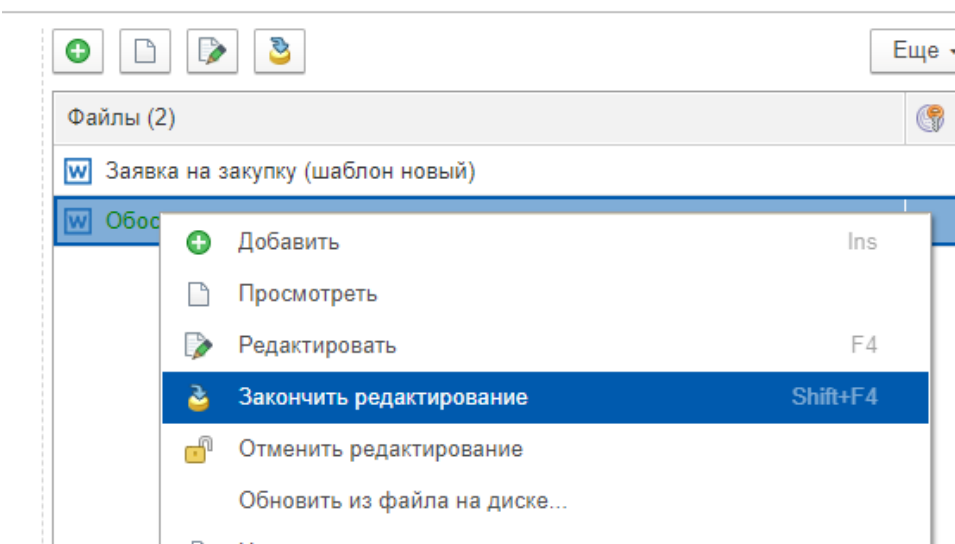 Еще
Файлы (2)
Заявка на закупку (шаблон новый)
Добавить Ins
Просмотреть
Редактировать F4
Закончить редактирование Shift+F4
Отменить редактирование
Обновить из файла на диске...